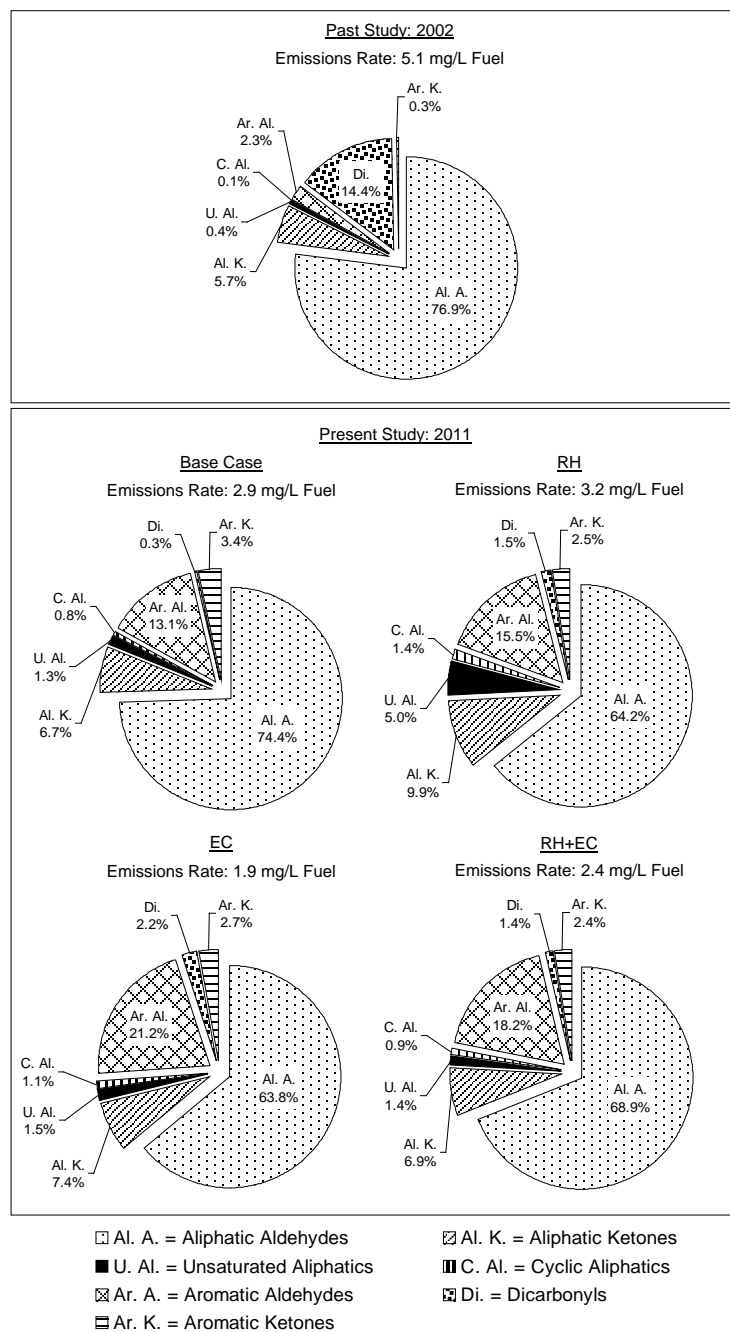 Past Study: 2002
Emissions Rate: 5.1 mg/L Fuel
Ar. K.
0.3%
Ar. Al.
2.3%
Di.
14.4%
C. Al.
0.1%
U. Al.
0.4%
Al. K.
5.7%
Al. A.
76.9%
Present Study: 2011
Base Case
Emissions Rate: 2.9 mg/L Fuel
Di.
0.3%
Ar. K.
3.4%
Ar. Al.
13.1%
C. Al.
0.8%
U. Al.
1.3%
Al. K.
6.7%
Al. A.
74.4%
RH
Emissions Rate: 3.2 mg/L Fuel
Di.
1.5%
Ar. K.
2.5%
Ar. Al.
15.5%
C. Al.
1.4%
U. Al.
5.0%
Al. K.
9.9%
Al. A.
64.2%
EC
Emissions Rate: 1.9 mg/L Fuel
Di.
2.2%
Ar. K.
2.7%
Ar. Al.
21.2%
C. Al.
1.1%
U. Al.
1.5%
Al. K.
7.4%
Al. A.
63.8%
RH+EC
Emissions Rate: 2.4 mg/L Fuel
Di.
1.4%
Ar. K.
2.4%
Ar. Al.
18.2%
C. Al.
0.9%
U. Al.
1.4%
Al. K.
6.9%
Al. A.
68.9%
Al. A. = Aliphatic Aldehydes
Al. K. = Aliphatic Ketones
U. Al. = Unsaturated Aliphatics
C. Al. = Cyclic Aliphatics
Ar. A. = Aromatic Aldehydes
Di. = Dicarbonyls
Ar. K. = Aromatic Ketones